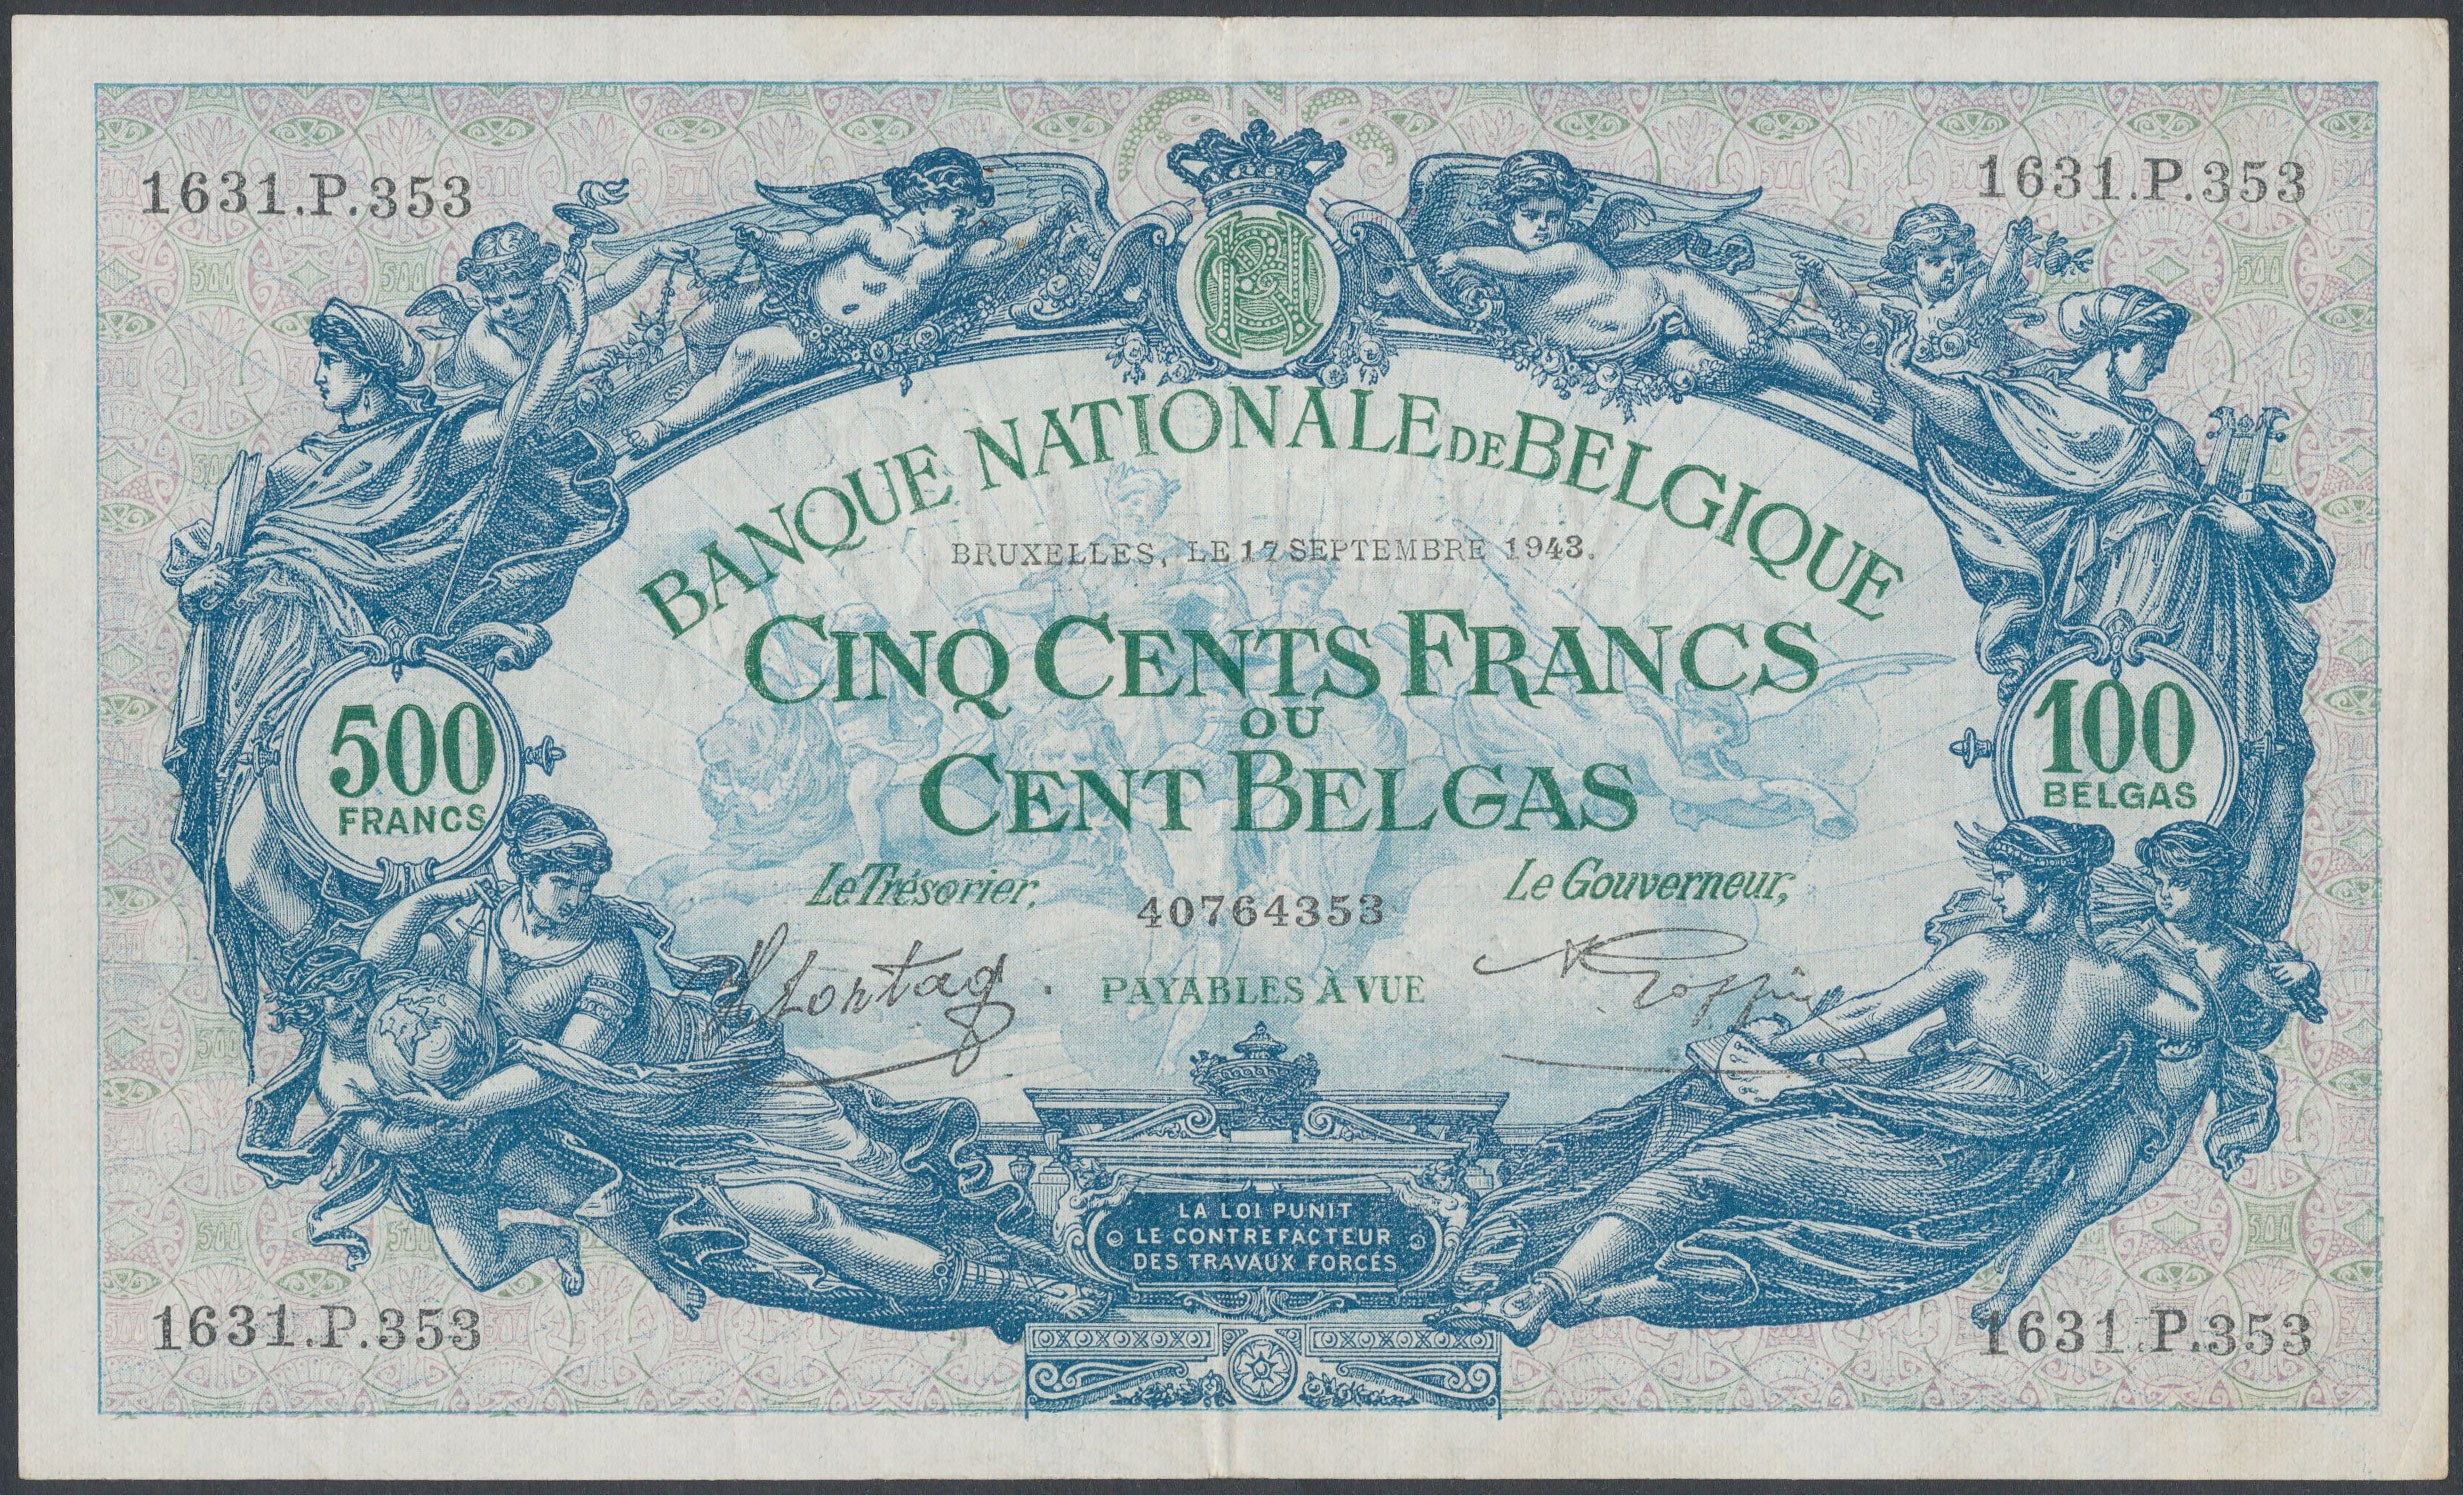 1631.P.353
1631.P.353
BANQUE NATIONALE DE BELGIQUE
BRUXELLES, LE 17 SEPTEMBRE 1943.
CINQ CENTS FRANCS
OU
CENT BELGAS
500
FRANCS
100
BELGAS
Le Trésorier,
Le Gouverneur,
40764353
PAYABLES À VUE
LA LOI PUNIT
LE CONTREFACTEUR
DES TRAVAUX FORCÉS
1631.P.353
1631.P.353